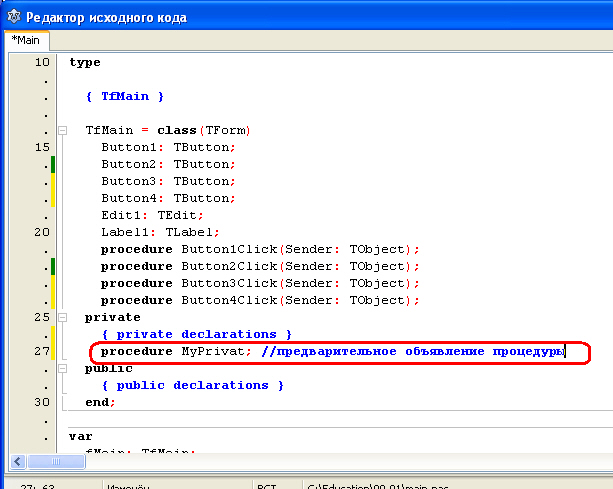 Редактор исходного кода
*Main
10 type
.
. { TfMain }
.
. TfMain = class(TForm)
15 Button1: TButton;
. Button2: TButton;
. Button3: TButton;
. Button4: TButton;
. Edit1: TEdit;
20 Label1: TLabel;
. procedure Button1Click(Sender: TObject);
. procedure Button2Click(Sender: TObject);
. procedure Button3Click(Sender: TObject);
. procedure Button4Click(Sender: TObject);
25 private
. { private declarations }
27 procedure MyPrivat; //предварительное объявление процедуры
. public
. { public declarations }
30 end;
.
. var
. fMain: TfMain;
27: 63 Изменён ВСТ C:\Education\00-01\main.pas